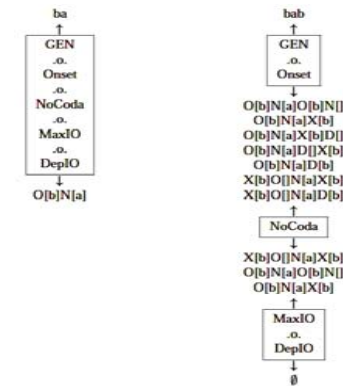 ba
↑
GEN
.o.
Onset
.o.
NoCoda
.o.
MaxIO
.o.
DepIO
↓
O[b]N[a]
bab
↑
GEN
.o.
Onset
↓
O[b]N[a]O[b]N[]
O[b]N[a]X[b]
O[b]N[a]X[b]D[]
O[b]N[a]D[]X[b]
O[b]N[a]D[b]
X[b]O[]N[a]X[b]
X[b]O[]N[a]D[b]
↑
NoCoda
↓
X[b]O[]N[a]X[b]
O[b]N[a]O[b]N[]
O[b]N[a]X[b]
↑
MaxIO
.o.
DepIO
↓
∅